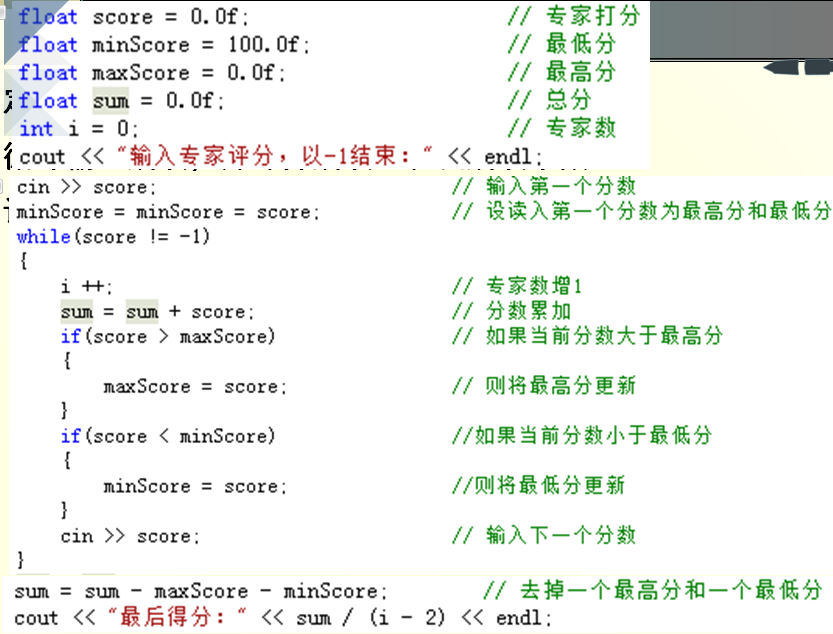 float score = 0.0f; // 专家打分
float minScore = 100.0f; // 最低分
float maxScore = 0.0f; // 最高分
float sum = 0.0f; // 总分
int i = 0; // 专家数
cout << "输入专家评分，以-1结束：" << endl;
cin >> score; // 输入第一个分数
minScore = minScore = score; // 设读入第一个分数为最高分和最低分
while(score != -1)
{
i ++; // 专家数增1
sum = sum + score; // 分数累加
if(score > maxScore) // 如果当前分数大于最高分
{
maxScore = score; // 则将最高分更新
}
if(score < minScore) //如果当前分数小于最低分
{
minScore = score; //则将最低分更新
}
cin >> score; // 输入下一个分数
}
sum = sum - maxScore - minScore; // 去掉一个最高分和一个最低分
cout << "最后得分：" << sum / (i - 2) << endl;